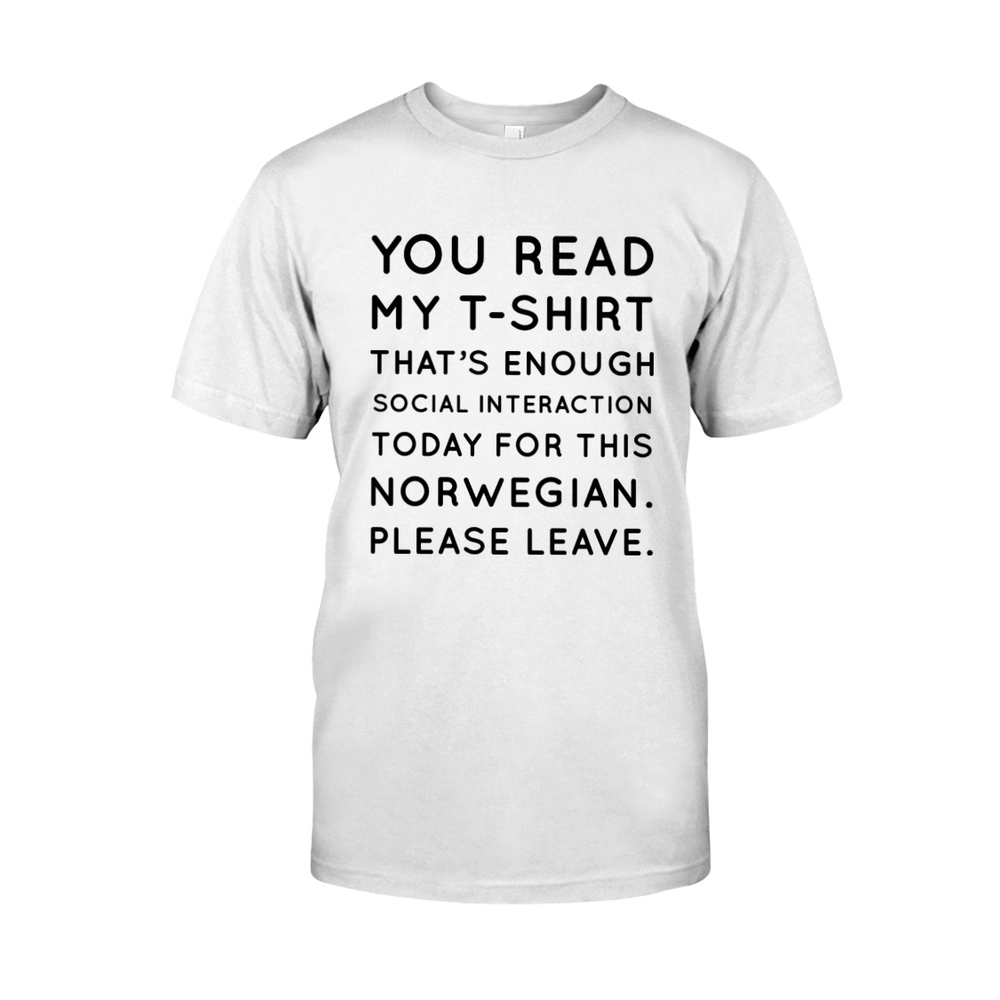 YOU READ
MY T-SHIRT
THAT'S ENOUGH
SOCIAL INTERACTION
TODAY FOR THIS
NORWEGIAN.
PLEASE LEAVE.